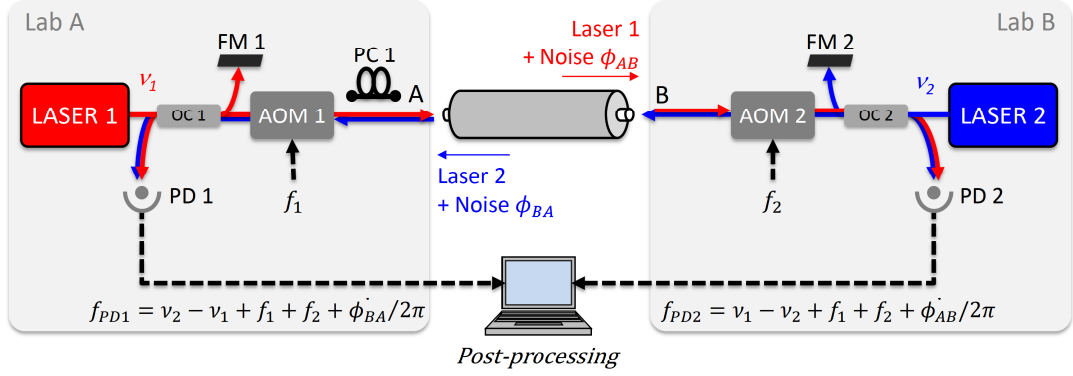 Lab A
Lab B
FM 1
PC 1
Laser 1
+ Noise ϕ_AB
FM 2
ν_1
ν_2
LASER 1
OC 1
AOM 1
A
B
AOM 2
OC 2
LASER 2
PD 1
f_1
Laser 2
+ Noise ϕ_BA
f_2
PD 2
f_PD1 = ν_2 − ν_1 + f_1 + f_2 + ϕ̇_BA/2π
f_PD2 = ν_1 − ν_2 + f_1 + f_2 + ϕ̇_AB/2π
Post-processing